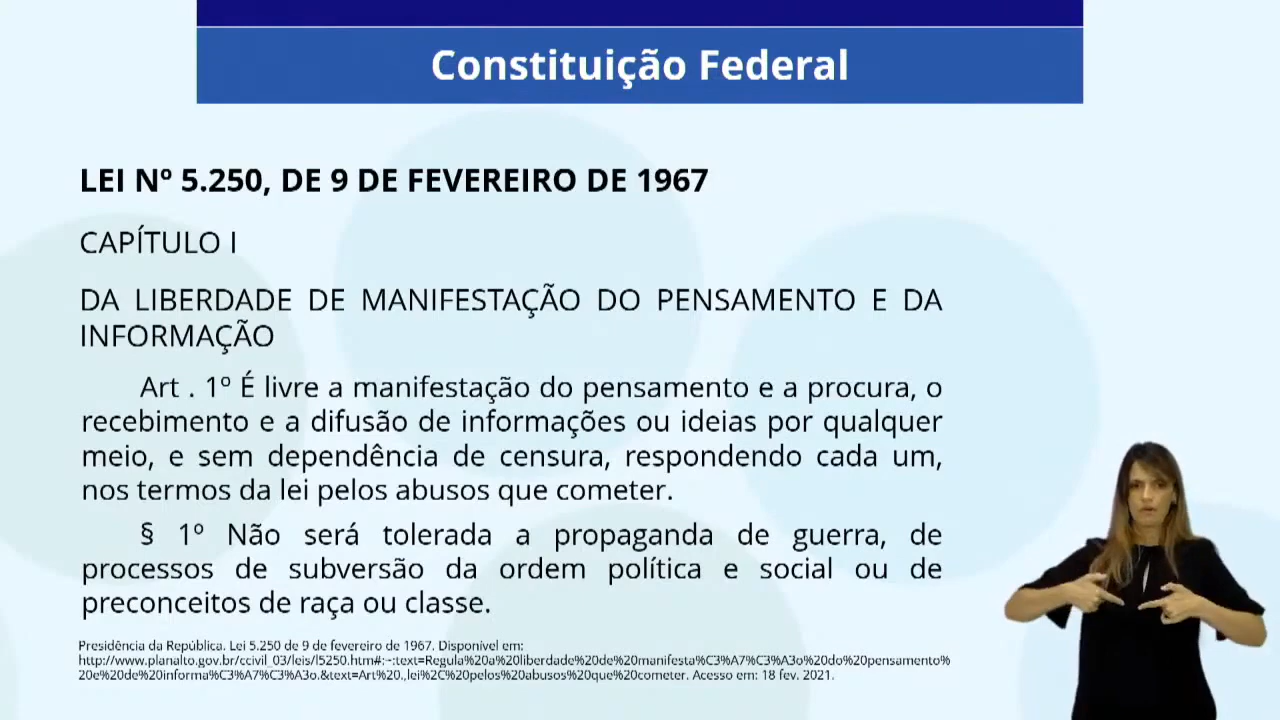 Constituição Federal
LEI Nº 5.250, DE 9 DE FEVEREIRO DE 1967
CAPÍTULO I
DA LIBERDADE DE MANIFESTAÇÃO DO PENSAMENTO E DA
INFORMAÇÃO
Art . 1º É livre a manifestação do pensamento e a procura, o
recebimento e a difusão de informações ou ideias por qualquer
meio, e sem dependência de censura, respondendo cada um,
nos termos da lei pelos abusos que cometer.
§ 1º Não será tolerada a propaganda de guerra, de
processos de subversão da ordem política e social ou de
preconceitos de raça ou classe.
Presidência da República. Lei 5.250 de 9 de fevereiro de 1967. Disponível em:
http://www.planalto.gov.br/ccivil_03/leis/l5250.htm#:~:text=Regula%20a%20liberdade%20de%20manifesta%C3%A7%C3%A3o%20do%20pensamento%
20e%20de%20informa%C3%A7%C3%A3o.&text=Art%20.,lei%2C%20pelos%20abusos%20que%20cometer. Acesso em: 18 fev. 2021.